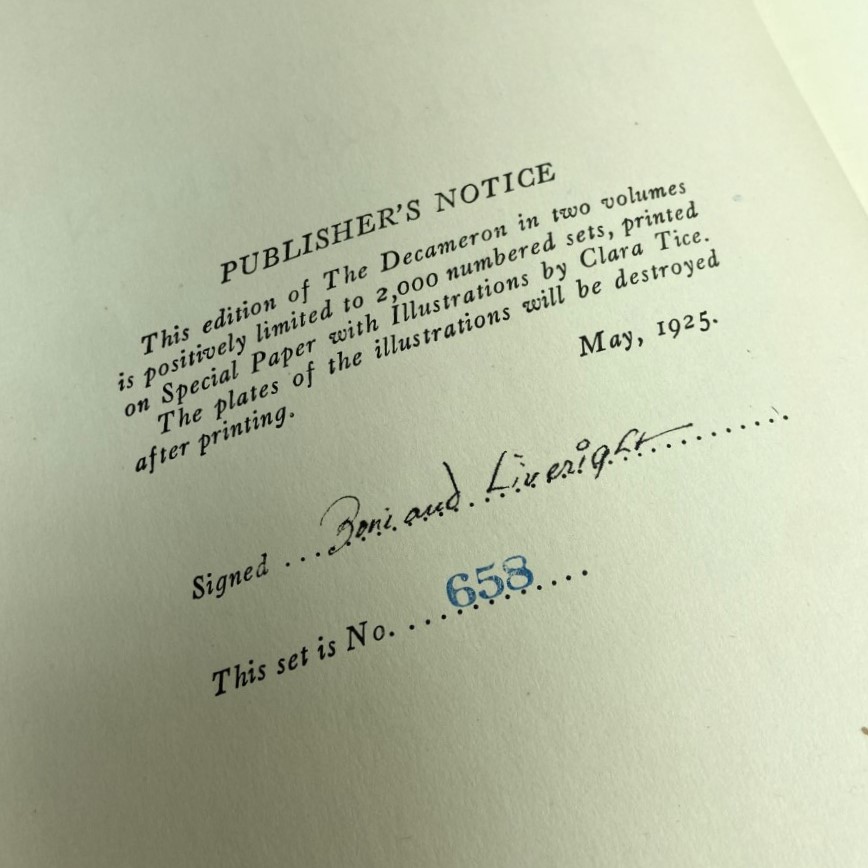 PUBLISHER'S NOTICE
This edition of The Decameron in two volumes
is positively limited to 2,000 numbered sets, printed
on Special Paper with Illustrations by Clara Tice.
The plates of the illustrations will be destroyed
after printing.
May, 1925.
Signed ... Boni and Liveright ..........
This set is No. ... 658 ....